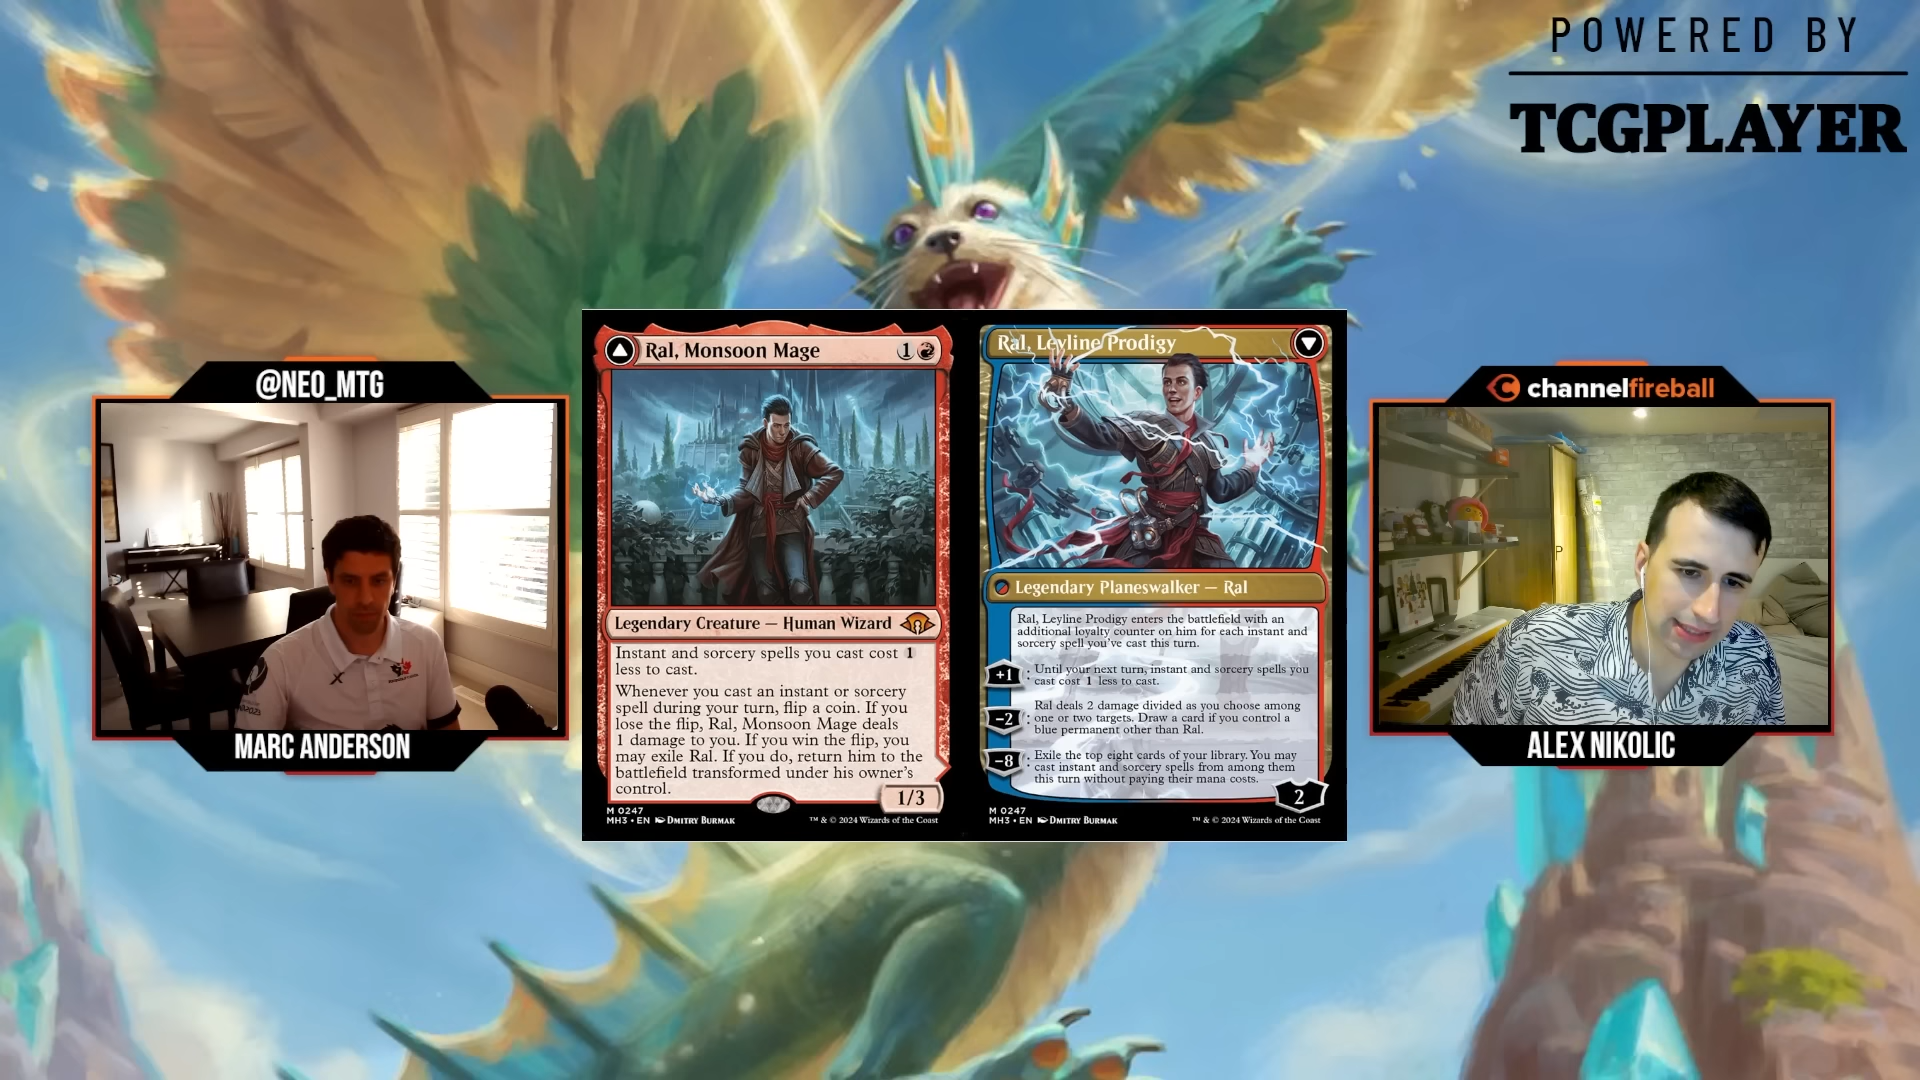 POWERED BY
TCGPLAYER
@NEO_MTG
MARC ANDERSON
Ral, Monsoon Mage 1
Legendary Creature — Human Wizard
Instant and sorcery spells you cast cost 1
less to cast.
Whenever you cast an instant or sorcery
spell during your turn, flip a coin. If you
lose the flip, Ral, Monsoon Mage deals
1 damage to you. If you win the flip, you
may exile Ral. If you do, return him to the
battlefield transformed under his owner's
control.
1/3
M 0247
MH3 • EN DMITRY BURMAK
™ & © 2024 Wizards of the Coast
Ral, Leyline Prodigy
Legendary Planeswalker — Ral
Ral, Leyline Prodigy enters the battlefield with an
additional loyalty counter on him for each instant and
sorcery spell you've cast this turn.
+1: Until your next turn, instant and sorcery spells you
cast cost 1 less to cast.
−2: Ral deals 2 damage divided as you choose among
one or two targets. Draw a card if you control a
blue permanent other than Ral.
−8: Exile the top eight cards of your library. You may
cast instant and sorcery spells from among them
this turn without paying their mana costs.
2
M 0247
MH3 • EN DMITRY BURMAK
™ & © 2024 Wizards of the Coast
channelfireball
ALEX NIKOLIC